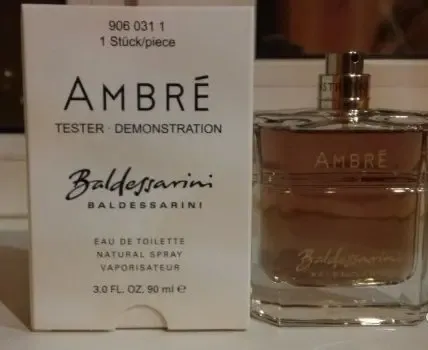 906 031 1
1 Stück/piece
AMBRÉ
TESTER · DEMONSTRATION
Baldessarini
BALDESSARINI
EAU DE TOILETTE
NATURAL SPRAY
VAPORISATEUR
3.0 FL. OZ. 90 ml ℮
AMBRÉ
Baldessarini